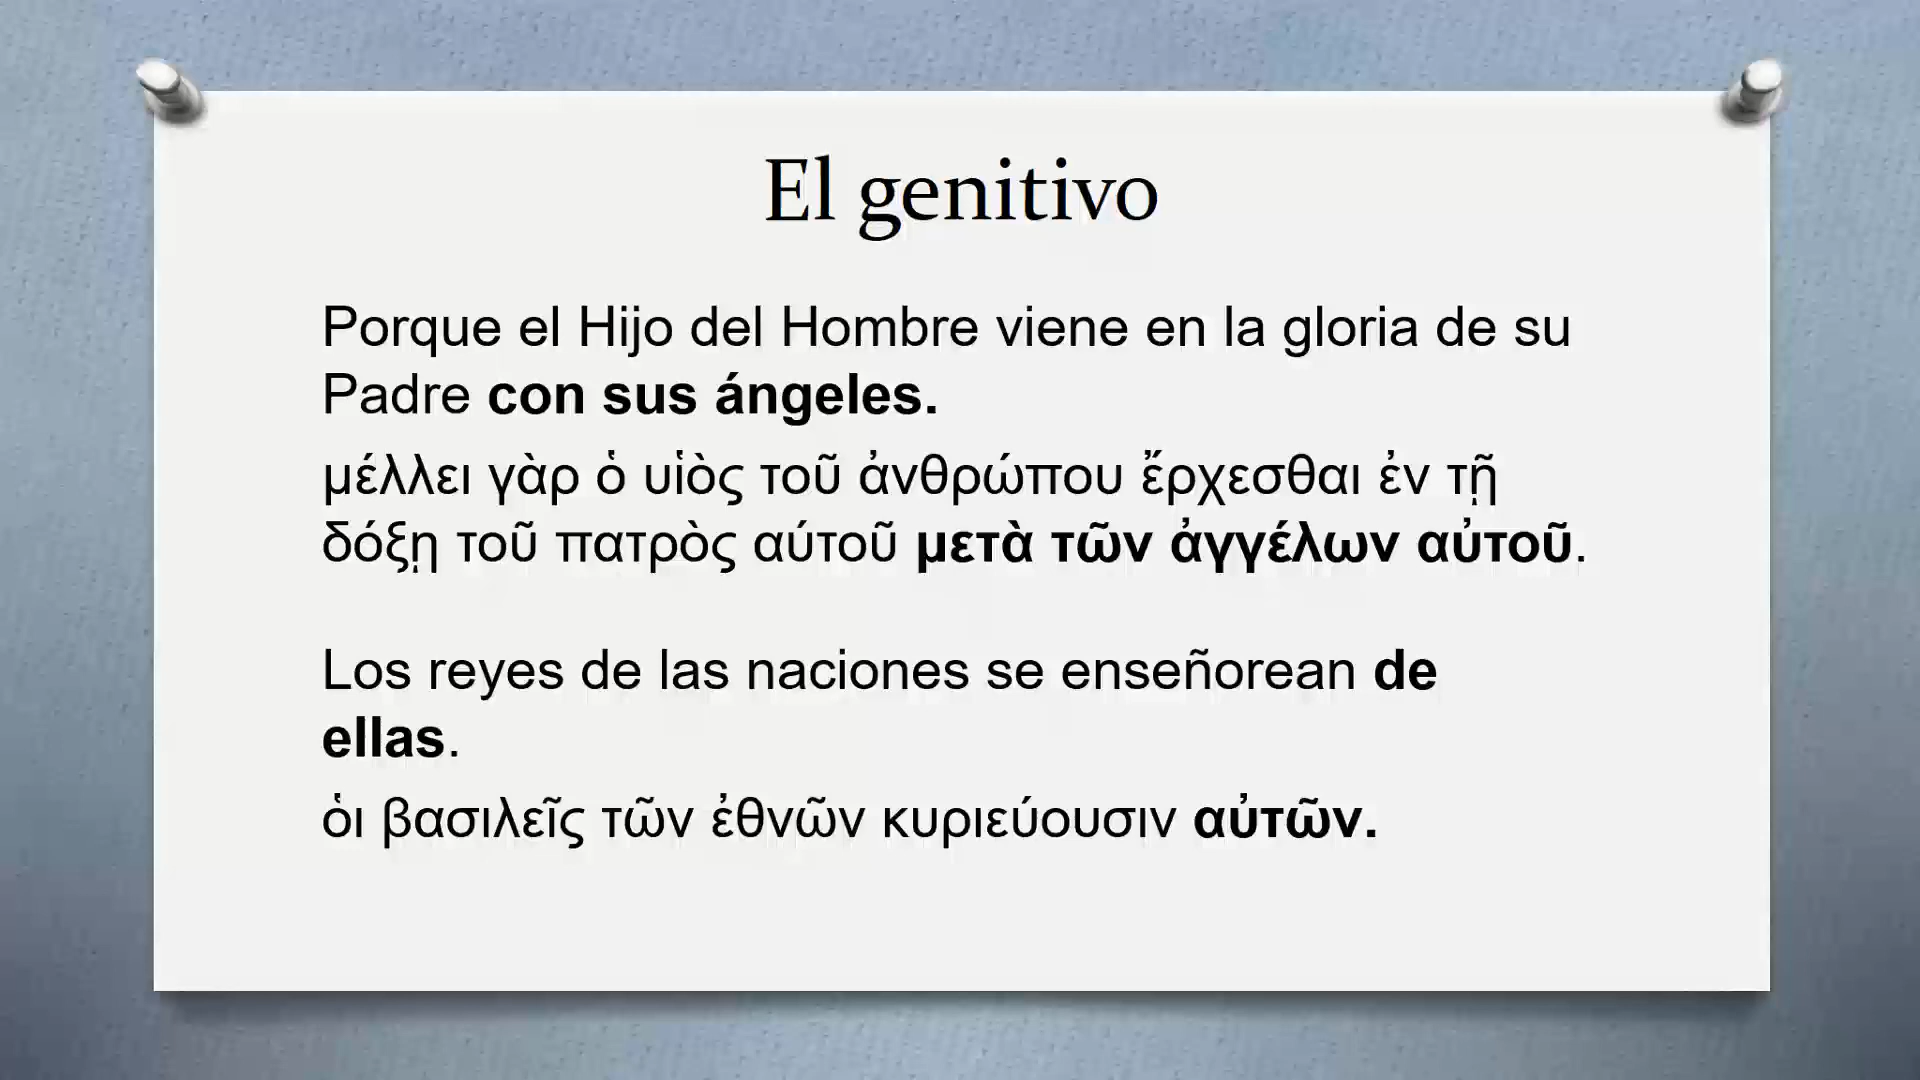 El genitivo
Porque el Hijo del Hombre viene en la gloria de su
Padre con sus ángeles.
μέλλει γὰρ ὁ υἱὸς τοῦ ἀνθρώπου ἔρχεσθαι ἐν τῇ
δόξῃ τοῦ πατρὸς αύτοῦ μετὰ τῶν ἀγγέλων αὐτοῦ.
Los reyes de las naciones se enseñorean de
ellas.
ὁι βασιλεῖς τῶν ἐθνῶν κυριεύουσιν αὐτῶν.